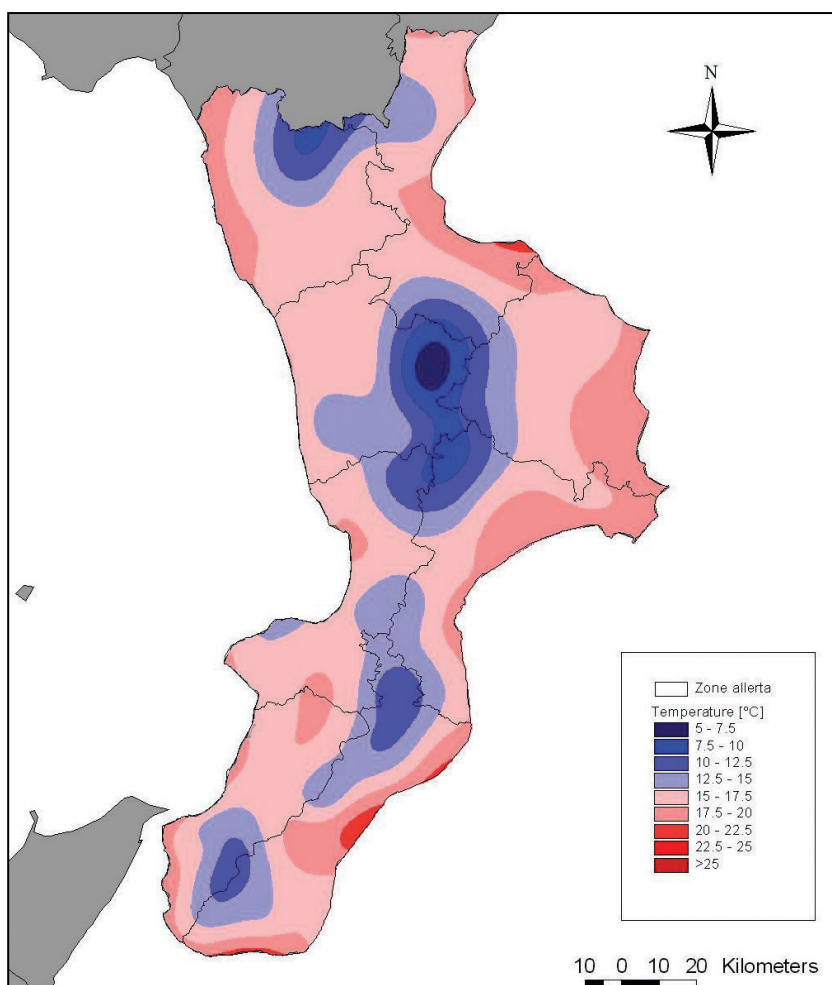 N
Zone allerta
Temperature [°C]
5 - 7.5
7.5 - 10
10 - 12.5
12.5 - 15
15 - 17.5
17.5 - 20
20 - 22.5
22.5 - 25
>25
10 0 10 20 Kilometers